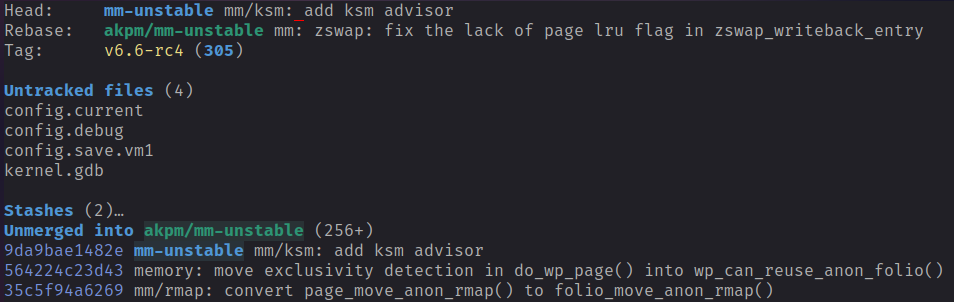 Head:     mm-unstable mm/ksm: add ksm advisor
Rebase:   akpm/mm-unstable mm: zswap: fix the lack of page lru flag in zswap_writeback_entry
Tag:      v6.6-rc4 (305)
Untracked files (4)
config.current
config.debug
config.save.vm1
kernel.gdb
Stashes (2)…
Unmerged into akpm/mm-unstable (256+)
9da9bae1482e mm-unstable mm/ksm: add ksm advisor
564224c23d43 memory: move exclusivity detection in do_wp_page() into wp_can_reuse_anon_folio()
35c5f94a6269 mm/rmap: convert page_move_anon_rmap() to folio_move_anon_rmap()